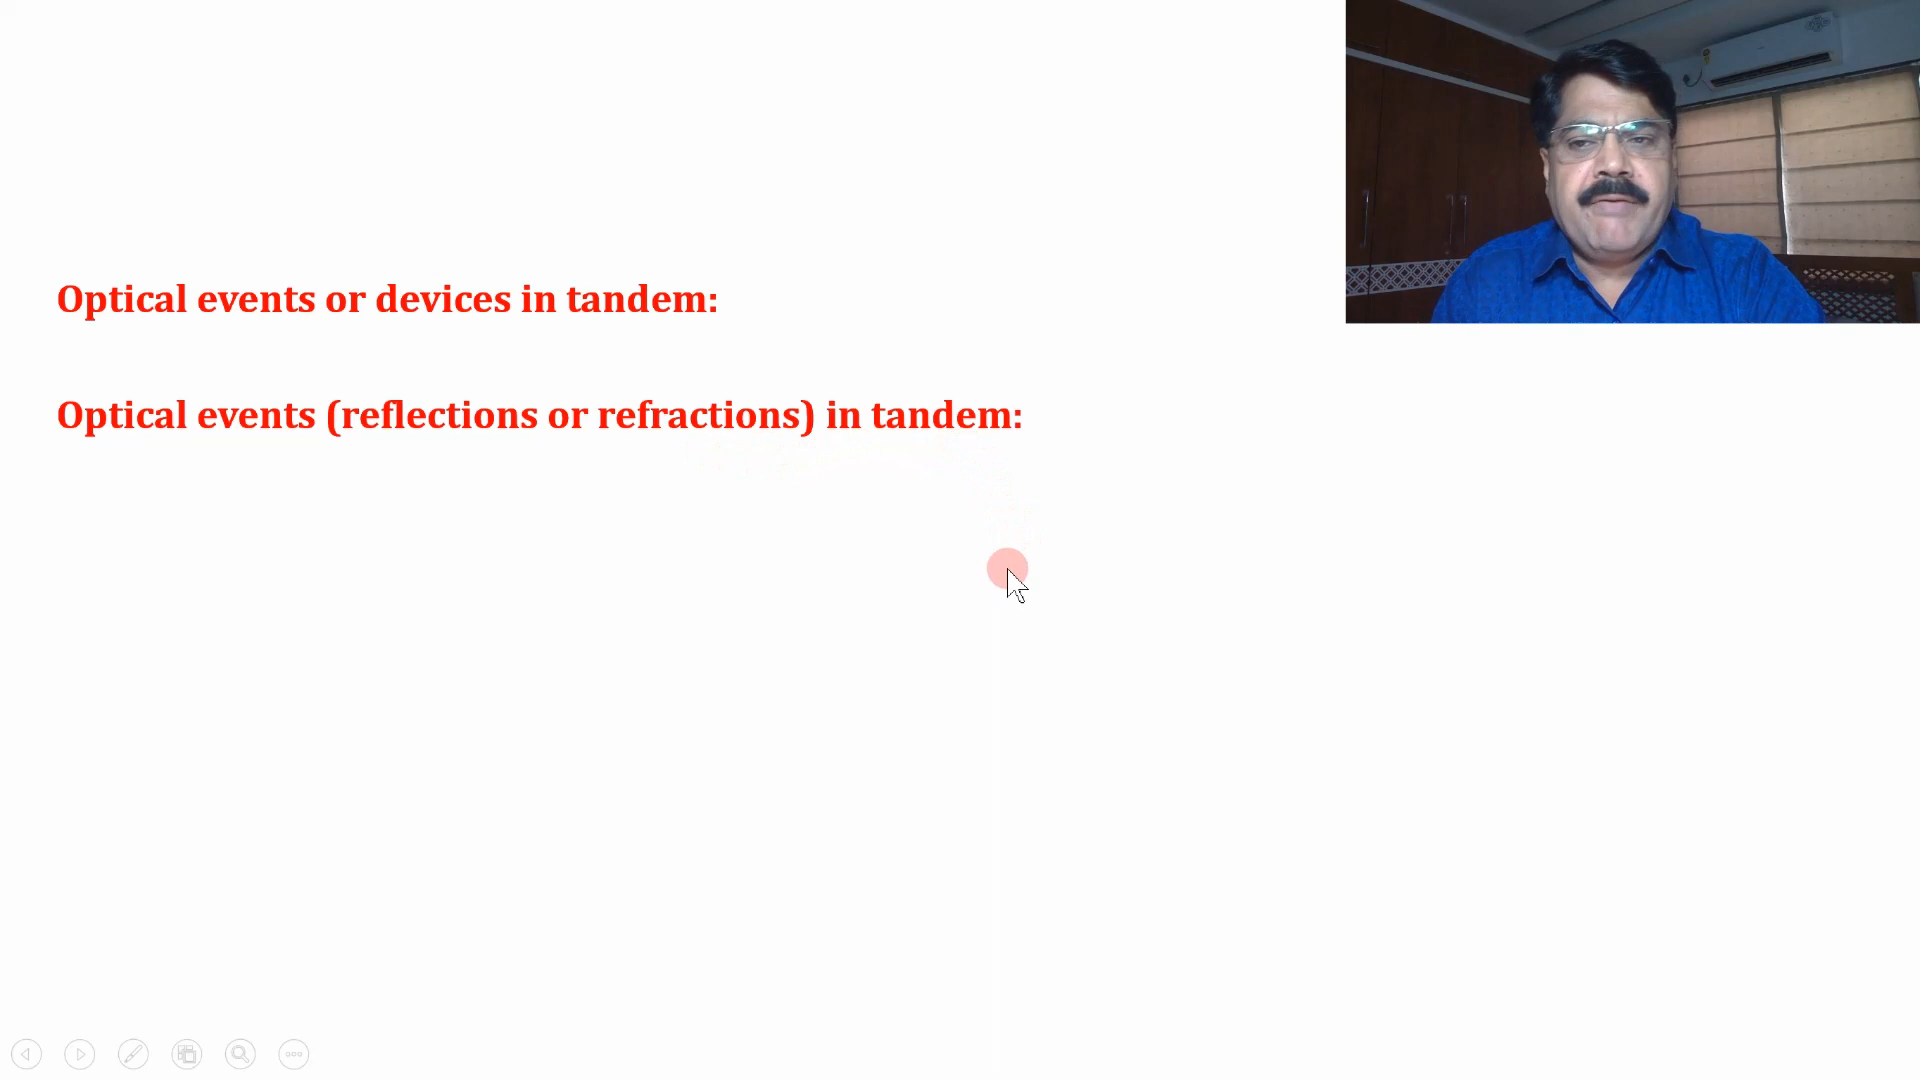 Optical events or devices in tandem:
Optical events (reflections or refractions) in tandem: